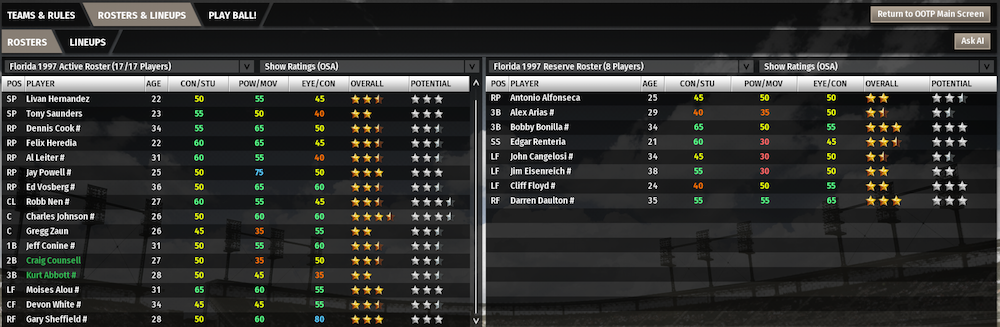 TEAMS & RULES ROSTERS & LINEUPS PLAY BALL! Return to OOTP Main Screen
ROSTERS LINEUPS Ask AI
Florida 1997 Active Roster (17/17 Players) Show Ratings (OSA)
POS PLAYER AGE CON/STU POW/MOV EYE/CON OVERALL POTENTIAL
SP Livan Hernandez 22 50 55 45
SP Tony Saunders 23 55 50 40
RP Dennis Cook # 34 55 65 50
RP Felix Heredia 22 60 65 45
RP Al Leiter # 31 60 55 40
RP Jay Powell # 25 50 75 50
RP Ed Vosberg # 36 50 65 60
CL Robb Nen # 27 60 55 45
C Charles Johnson # 26 50 60 60
C Gregg Zaun 26 45 35 55
1B Jeff Conine # 31 50 55 60
2B Craig Counsell 27 50 35 50
3B Kurt Abbott # 28 50 45 35
LF Moises Alou # 31 65 60 55
CF Devon White # 34 45 45 55
RF Gary Sheffield # 28 50 60 80
Florida 1997 Reserve Roster (8 Players) Show Ratings (OSA)
POS PLAYER AGE CON/STU POW/MOV EYE/CON OVERALL POTENTIAL
RP Antonio Alfonseca 25 45 50 50
3B Alex Arias # 29 40 35 50
3B Bobby Bonilla # 34 65 50 55
SS Edgar Renteria 21 60 30 45
LF John Cangelosi # 34 45 30 50
LF Jim Eisenreich # 38 55 30 50
LF Cliff Floyd # 24 40 50 55
RF Darren Daulton # 35 55 55 65